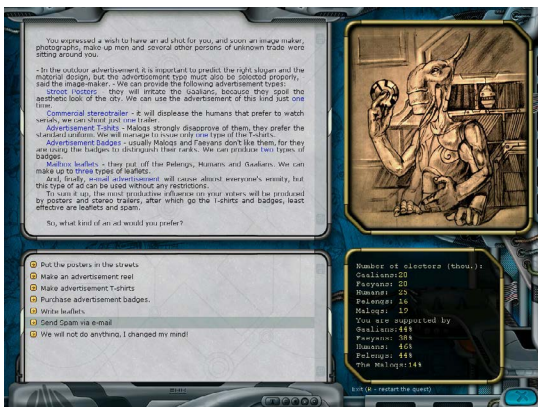 You expressed a wish to have an ad shot for you, and soon an image maker,
photographs, make up men and several other persons of unknown trade were
sitting around you.
- In the outdoor advertisement it is important to predict the right slogan and the
material design, but the advertisement type must also be selected properly, -
said the image-maker. - We can provide the following advertisement types:
Street Posters - they will irritate the Gaalians, because they spoil the
aesthetic look of the city. We can use the advertisement of this kind just one
time.
Commercial stereotrailer - it will displease the humans that prefer to watch
serials, we can shoot just one trailer.
Advertisement T-shits - Maloqs strongly disapprove of them, they prefer the
standard uniform. We will manage to issue only one type of the T-shirts.
Advertisement Badges - usually Maloqs and Faeyans don't like them, for they
are using the badges to distinguish their ranks. We can produce two types of
badges.
Mailbox leaflets - they put off the Pelengs, Humans and Gaalians. We can
make up to three types of leaflets.
And, finally, e-mail advertisement will cause almost everyone's enmity, but
this type of ad can be used without any restrictions.
To sum it up, the most productive influence on your voters will be produced
by posters and stereo trailers, after which go the T-shirts and badges, least
effective are leaflets and spam.
So, what kind of an ad would you prefer?
Put the posters in the streets
Make an advertisement reel
Make advertisement T-shirts
Purchase advertisement badges.
Write leaflets
Send Spam via e-mail
We will not do anything, I changed my mind!
Number of electors (thou.):
Gaalians:20
Faeyans: 20
Humans: 25
Pelengs: 16
Maloqs: 19
You are supported by
Gaalians:44%
Faeyans: 38%
Humans: 46%
Pelengs: 44%
The Maloqs:14%
Exit (R - restart the quest)